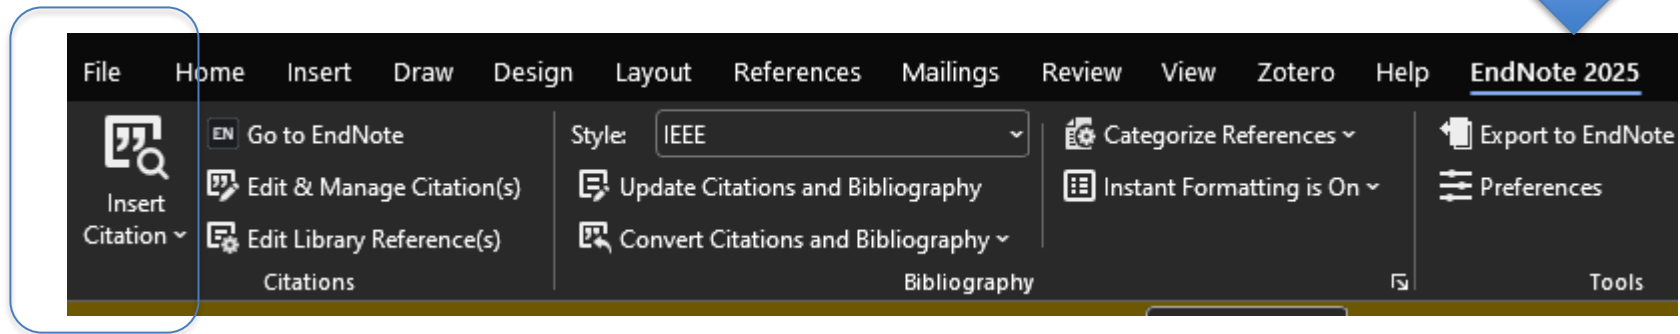 File Home Insert Draw Design Layout References Mailings Review View Zotero Help EndNote 2025
Insert
Citation
EN Go to EndNote
Edit & Manage Citation(s)
Edit Library Reference(s)
Citations
Style: IEEE
Update Citations and Bibliography
Convert Citations and Bibliography
Categorize References
Instant Formatting is On
Bibliography
Export to EndNote
Preferences
Tools